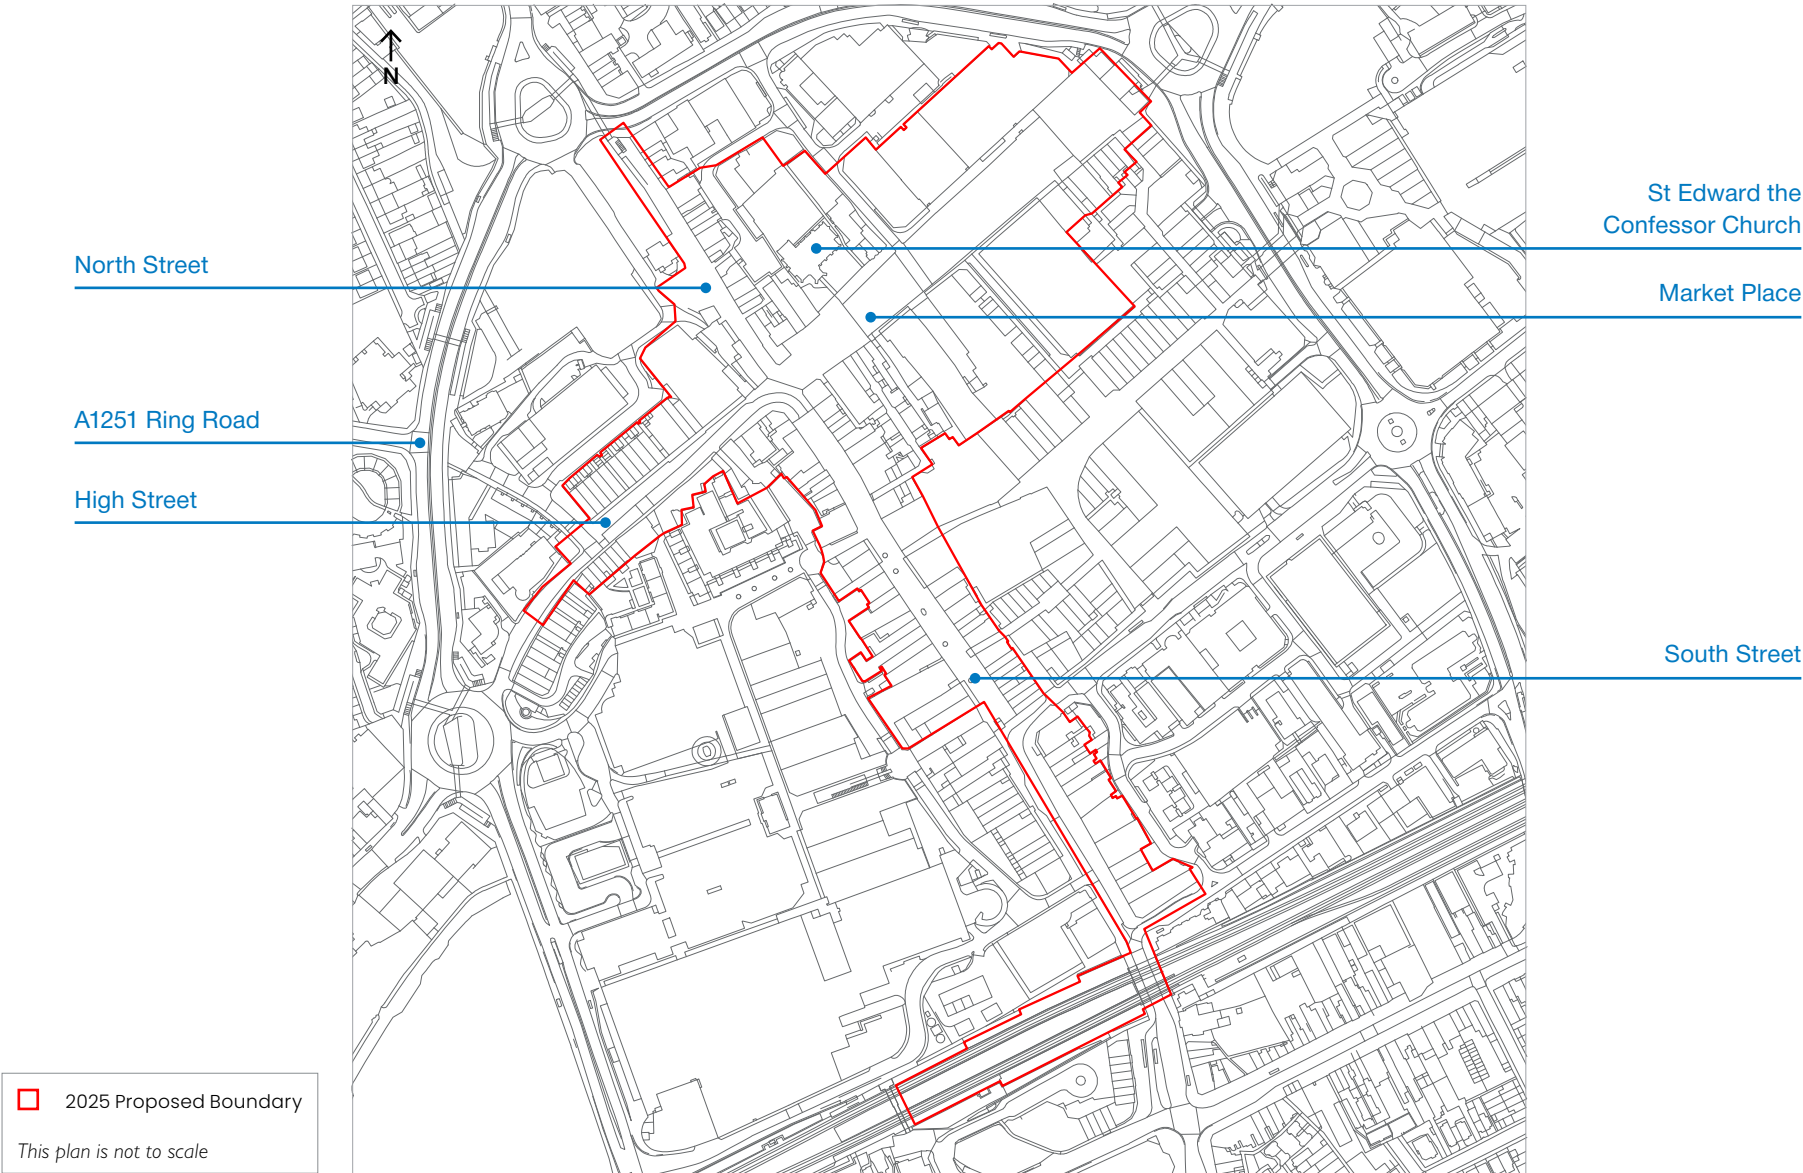 N
St Edward the
Confessor Church
North Street
Market Place
A1251 Ring Road
High Street
South Street
2025 Proposed Boundary
This plan is not to scale